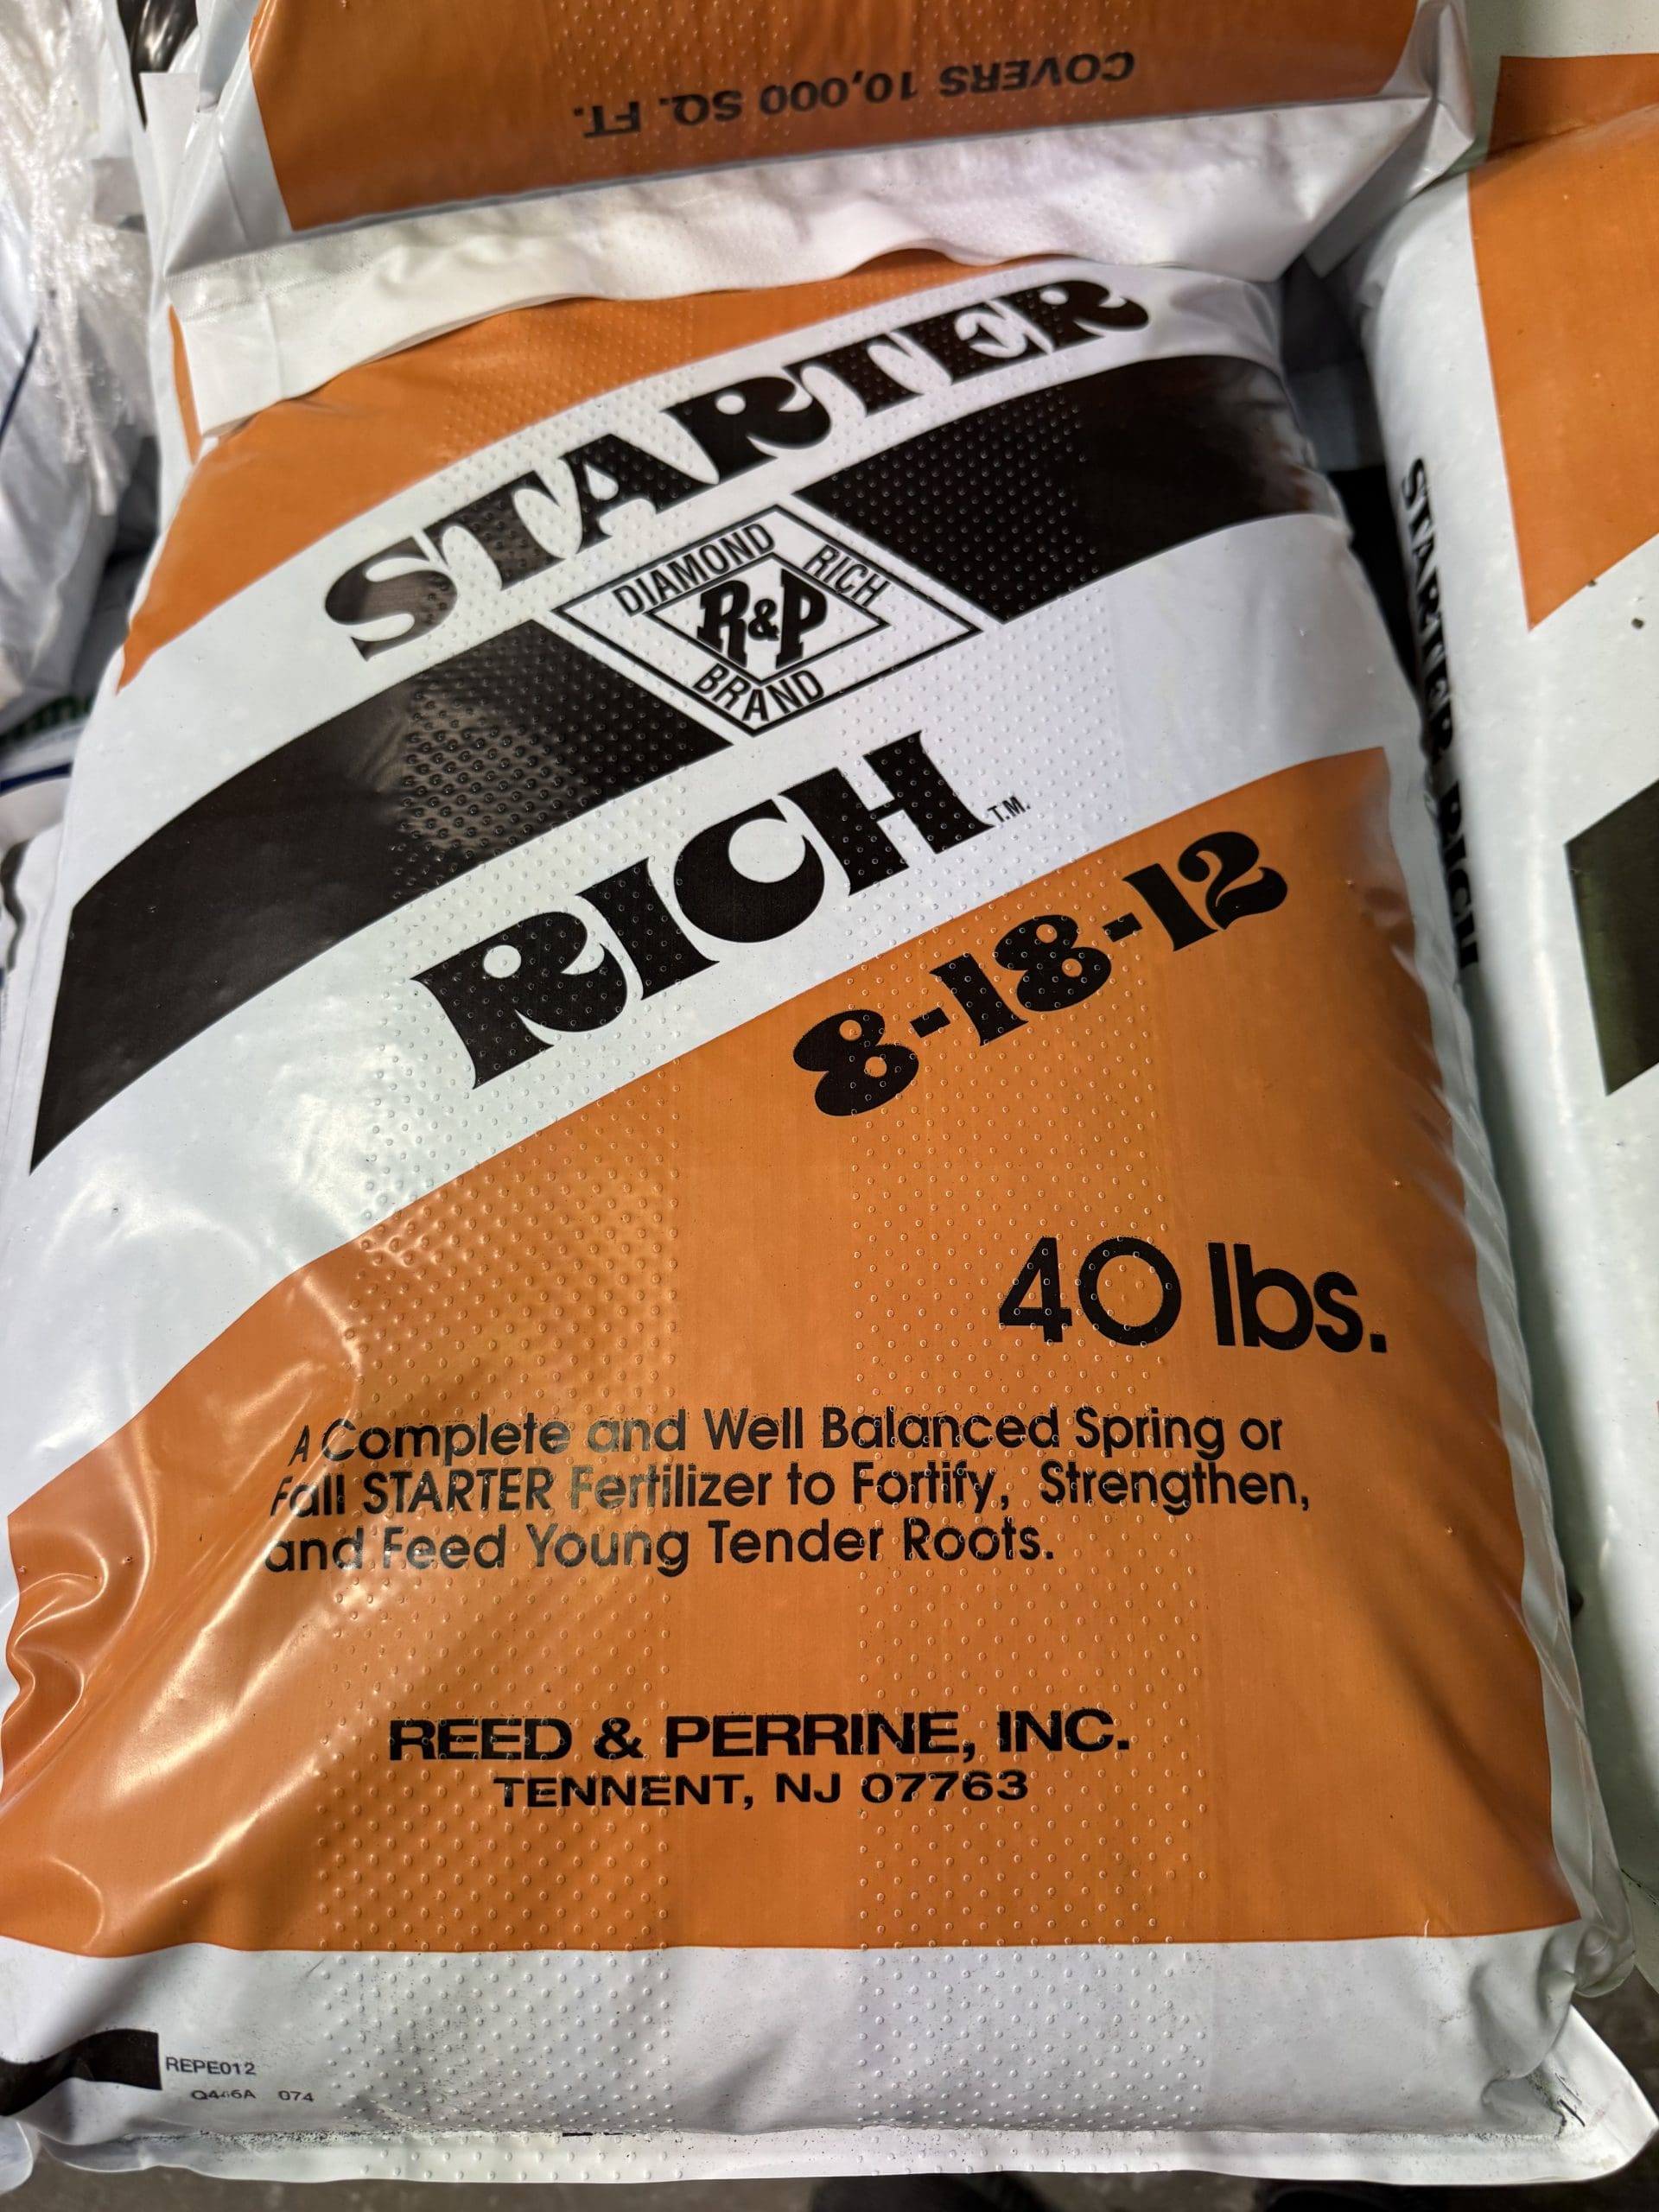 COVERS 10,000 SQ. FT.
STARTER
DIAMOND RICH
R&P
BRAND
RICH T.M.
8-18-12
40 lbs.
A Complete and Well Balanced Spring or
Fall STARTER Fertilizer to Fortify, Strengthen,
and Feed Young Tender Roots.
REED & PERRINE, INC.
TENNENT, NJ 07763
REPE012
074
STARTER RICH